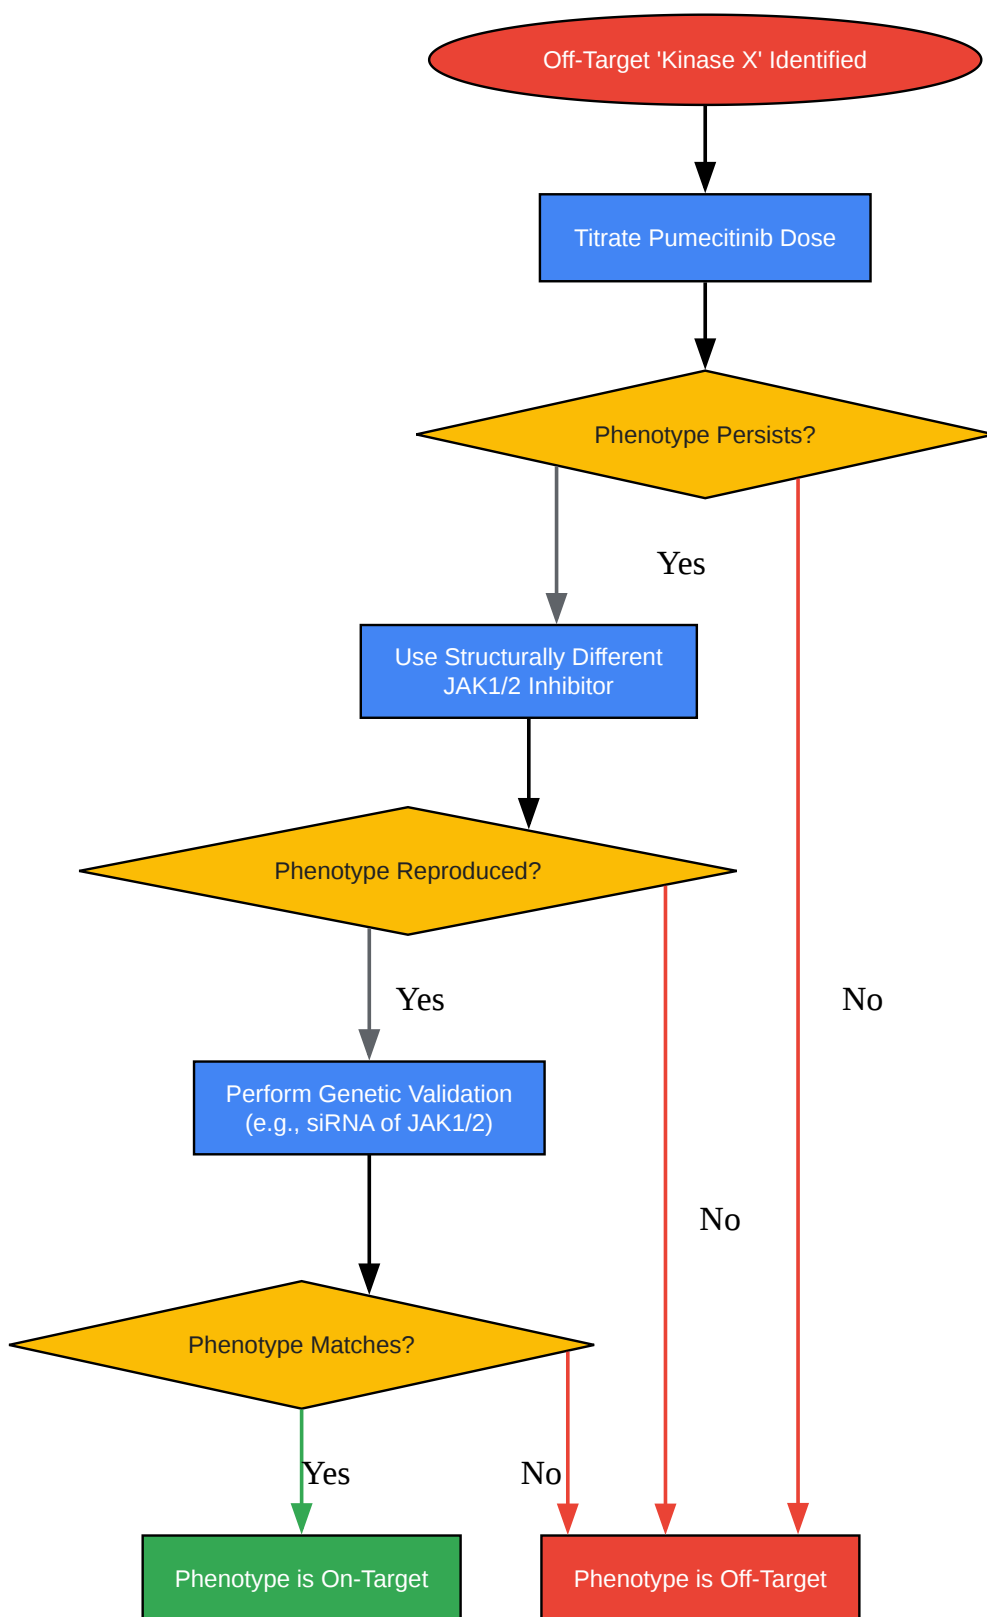 Off-Target 'Kinase X' Identified
Titrate Pumecitinib Dose
Phenotype Persists?
Yes
Use Structurally Different
JAK1/2 Inhibitor
Phenotype Reproduced?
Yes
No
Perform Genetic Validation
(e.g., siRNA of JAK1/2)
No
Phenotype Matches?
Yes
No
Phenotype is On-Target
Phenotype is Off-Target